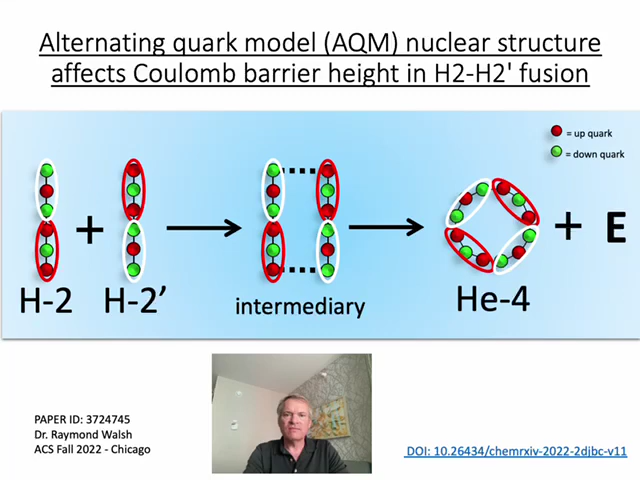 Alternating quark model (AQM) nuclear structure
affects Coulomb barrier height in H2-H2' fusion
= up quark
= down quark
+
+ E
H-2
H-2’
intermediary
He-4
PAPER ID: 3724745
Dr. Raymond Walsh
ACS Fall 2022 - Chicago
DOI: 10.26434/chemrxiv-2022-2djbc-v11